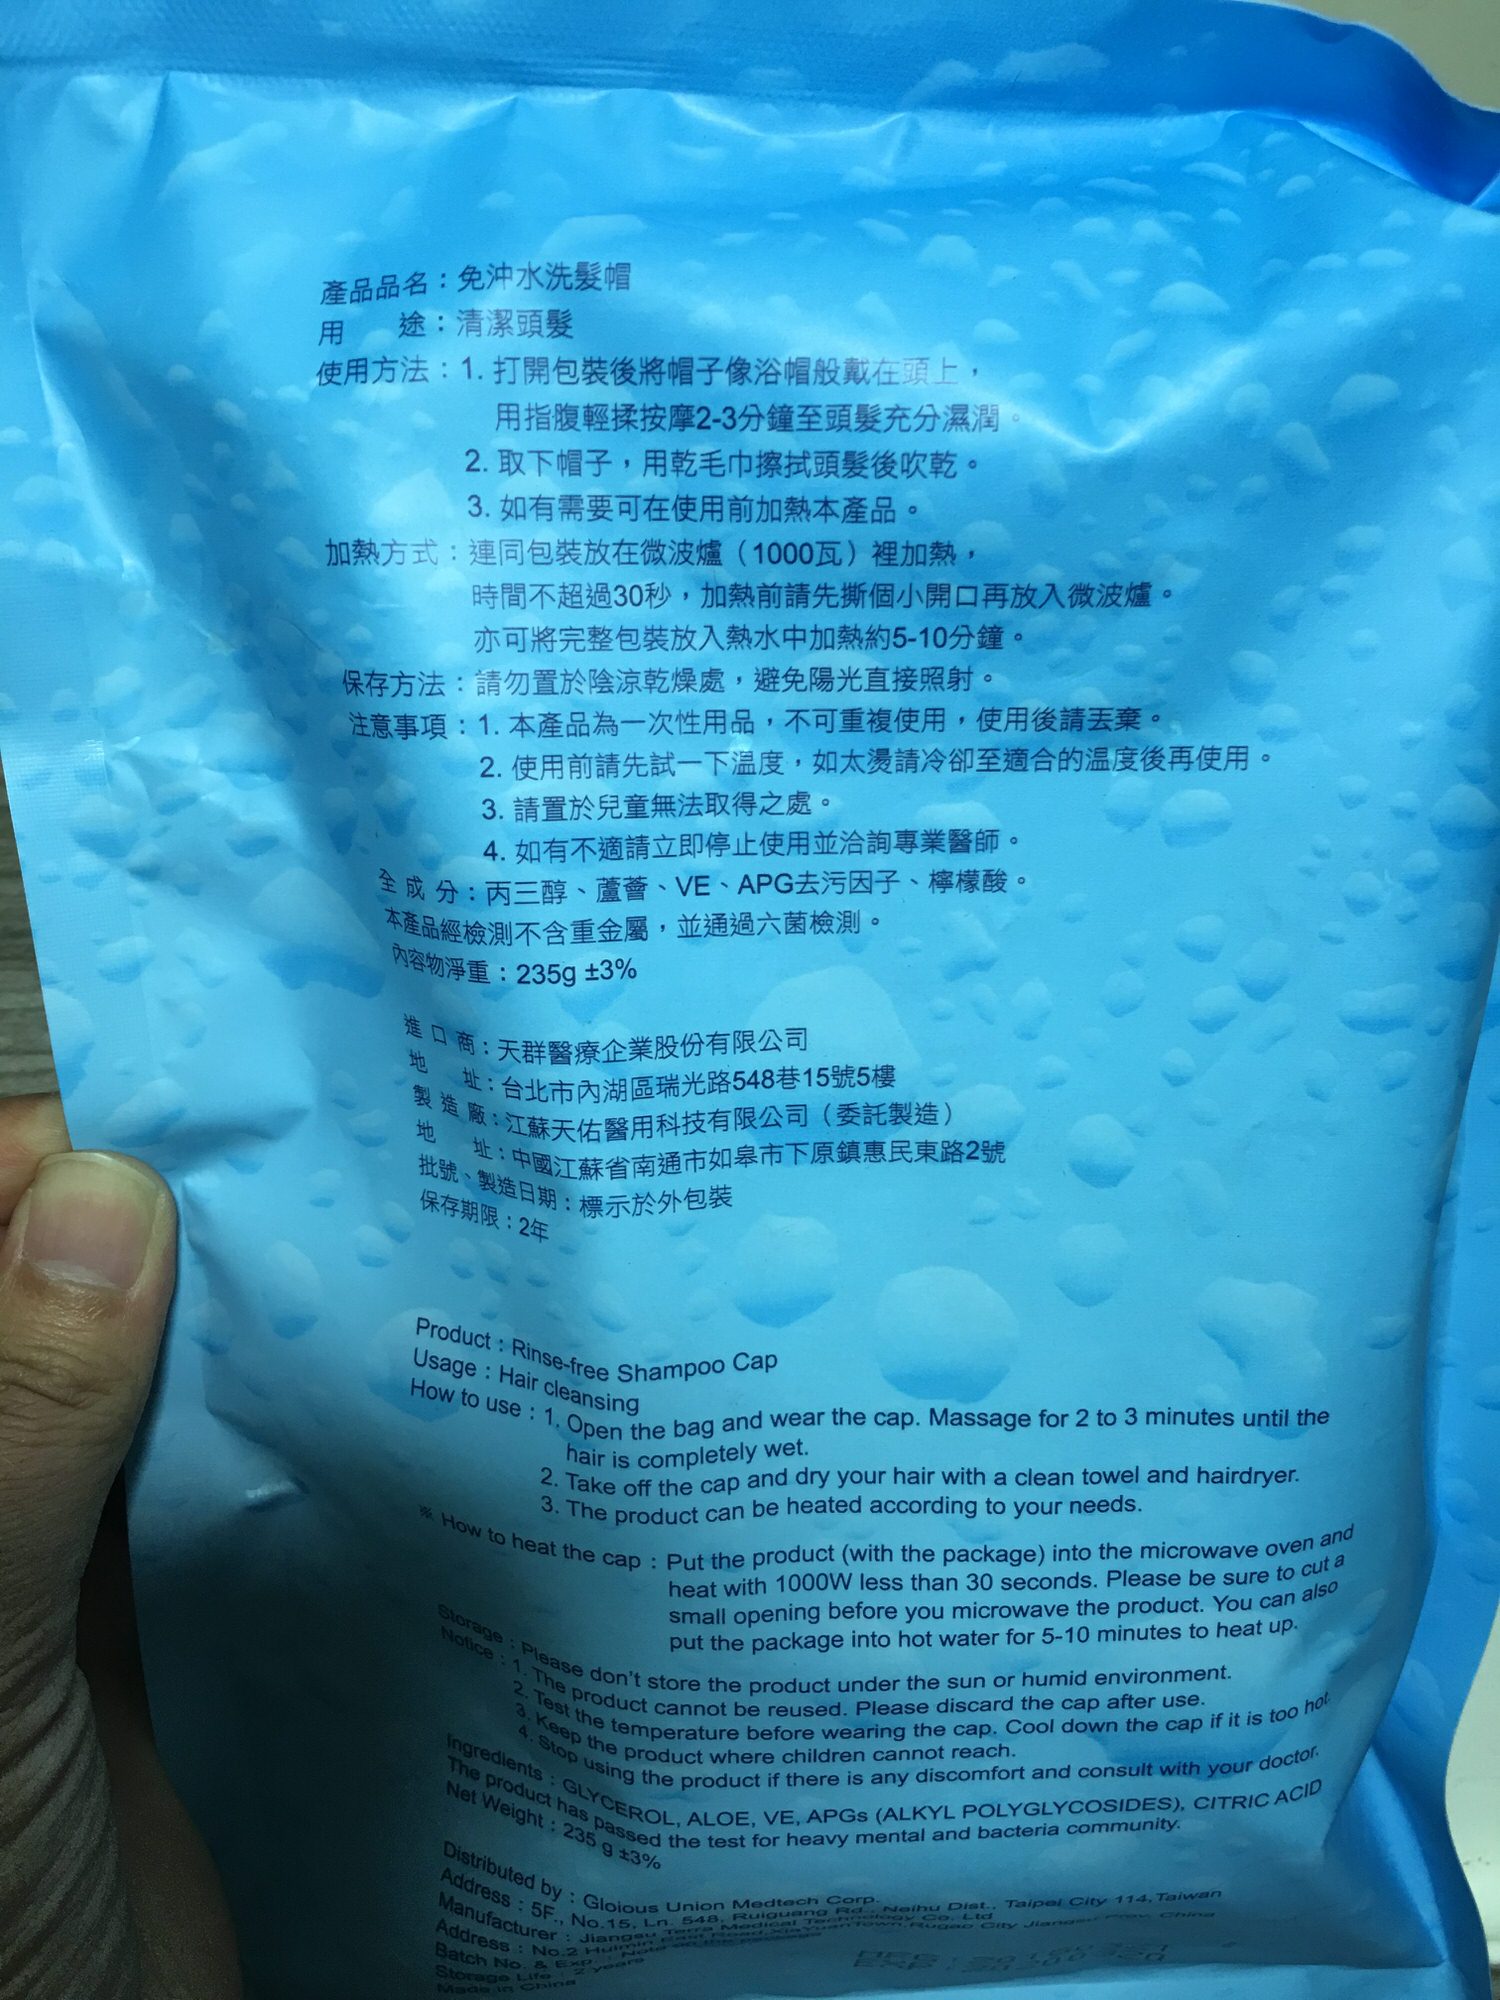 產品品名：免沖水洗髮帽
用　　途：清潔頭髮
使用方法：1. 打開包裝後將帽子像浴帽般戴在頭上，
用指腹輕揉按摩2-3分鐘至頭髮充分濕潤。
2. 取下帽子，用乾毛巾擦拭頭髮後吹乾。
3. 如有需要可在使用前加熱本產品。
加熱方式：連同包裝放在微波爐（1000瓦）裡加熱，
時間不超過30秒，加熱前請先撕個小開口再放入微波爐。
亦可將完整包裝放入熱水中加熱約5-10分鐘。
保存方法：請勿置於陰涼乾燥處，避免陽光直接照射。
注意事項：1. 本產品為一次性用品，不可重複使用，使用後請丟棄。
2. 使用前請先試一下溫度，如太燙請冷卻至適合的溫度後再使用。
3. 請置於兒童無法取得之處。
4. 如有不適請立即停止使用並洽詢專業醫師。
全 成 分：丙三醇、蘆薈、VE、APG去污因子、檸檬酸。
本產品經檢測不含重金屬，並通過六菌檢測。
內容物淨重：235g ±3%
進 口 商：天群醫療企業股份有限公司
地　　址：台北市內湖區瑞光路548巷15號5樓
製 造 廠：江蘇天佑醫用科技有限公司（委託製造）
地　　址：中國江蘇省南通市如皋市下原鎮惠民東路2號
批號、製造日期：標示於外包裝
保存期限：2年
Product : Rinse-free Shampoo Cap
Usage : Hair cleansing
How to use : 1. Open the bag and wear the cap. Massage for 2 to 3 minutes until the
hair is completely wet.
2. Take off the cap and dry your hair with a clean towel and hairdryer.
3. The product can be heated according to your needs.
※ How to heat the cap : Put the product (with the package) into the microwave oven and
heat with 1000W less than 30 seconds. Please be sure to cut a
small opening before you microwave the product. You can also
put the package into hot water for 5-10 minutes to heat up.
Storage : Please don't store the product under the sun or humid environment.
Notice : 1. The product cannot be reused. Please discard the cap after use.
2. Test the temperature before wearing the cap. Cool down the cap if it is too hot.
3. Keep the product where children cannot reach.
4. Stop using the product if there is any discomfort and consult with your doctor.
Ingredients : GLYCEROL, ALOE, VE, APGs (ALKYL POLYGLYCOSIDES), CITRIC ACID
The product has passed the test for heavy mental and bacteria community.
Net Weight : 235 g ±3%
Distributed by : Gloious Union Medtech Corp.
Address : 5F., No.15, Ln. 548, Ruiguang Rd., Neihu Dist., Taipei City 114, Taiwan
Manufacturer : Jiangsu Terra Medical Technology Co. Ltd
Address : No.2 Huimin East Road, XiaYuanTown, Rugao City Jiangsu Prov. China
Batch No. & Exp : Note on the package
Storage Life : 2 years
Made in China